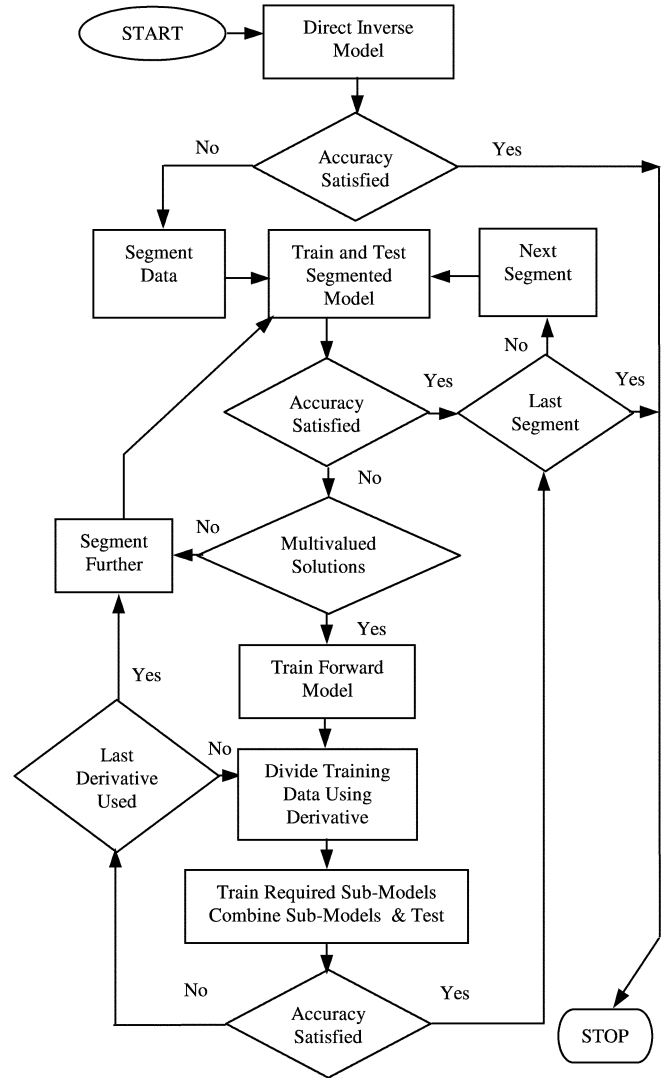 START
Direct Inverse
Model
No
Accuracy
Satisfied
Yes
Segment
Data
Train and Test
Segmented
Model
Next
Segment
No
Yes
Accuracy
Satisfied
Yes
Last
Segment
No
No
Segment
Further
Multivalued
Solutions
Yes
Train Forward
Model
Yes
Last
Derivative
Used
No
Divide Training
Data Using
Derivative
Train Required Sub-Models
Combine Sub-Models & Test
No
Accuracy
Satisfied
Yes
STOP